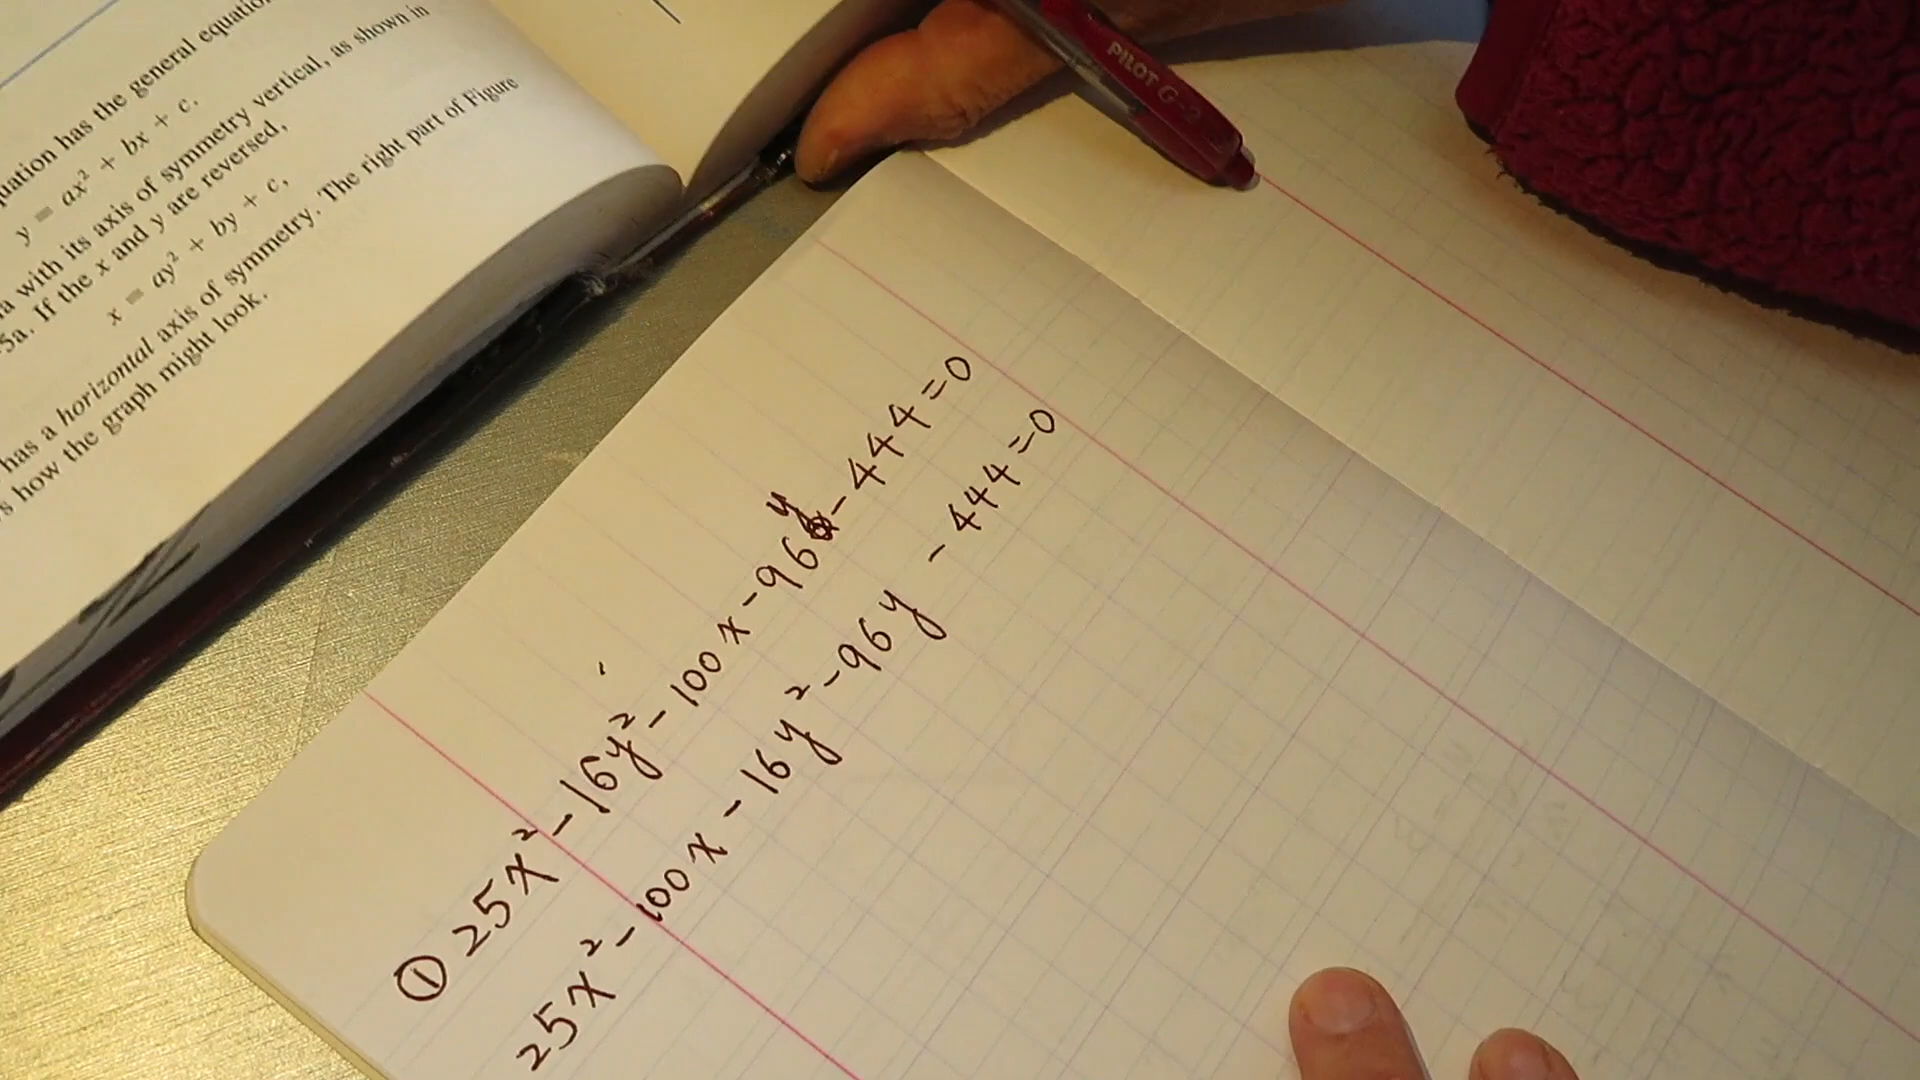 quation has the general equation
y = ax² + bx + c.
a with its axis of symmetry vertical, as shown in
5a. If the x and y are reversed,
x = ay² + by + c,
has a horizontal axis of symmetry. The right part of Figure
s how the graph might look.
PILOT G-2
① 25x² - 16y² - 100x - 96y - 444 = 0
25x² - 100x - 16y² - 96y - 444 = 0